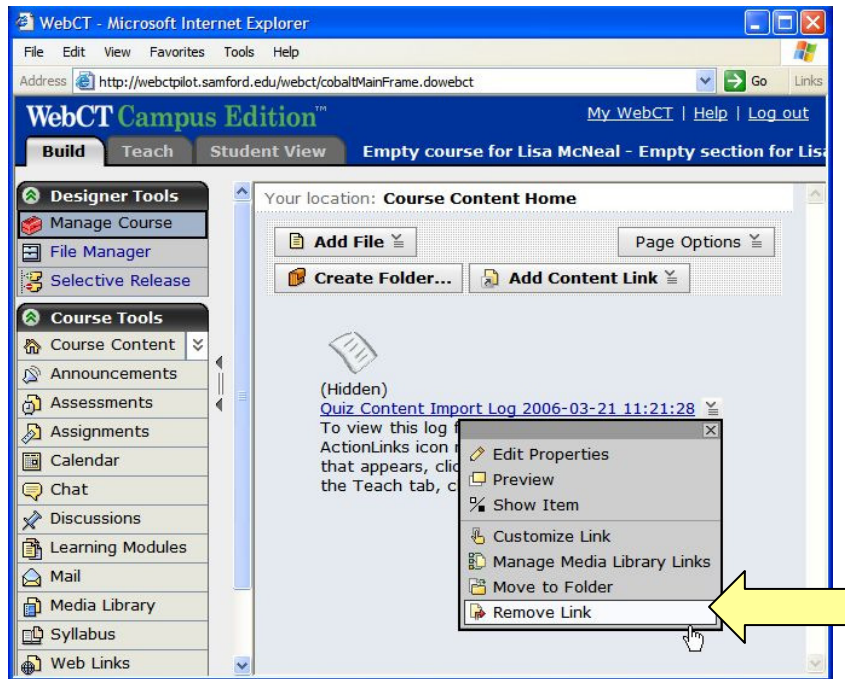 WebCT - Microsoft Internet Explorer
File Edit View Favorites Tools Help
Address http://webctpilot.samford.edu/webct/cobaltMainFrame.dowebct Go Links
WebCT Campus Edition™ My WebCT | Help | Log out
Build Teach Student View Empty course for Lisa McNeal - Empty section for Lisa
Designer Tools
Manage Course
File Manager
Selective Release
Course Tools
Course Content
Announcements
Assessments
Assignments
Calendar
Chat
Discussions
Learning Modules
Mail
Media Library
Syllabus
Web Links
Your location: Course Content Home
Add File Page Options
Create Folder... Add Content Link
(Hidden)
Quiz Content Import Log 2006-03-21 11:21:28
To view this log
ActionLinks icon
that appears,
the Teach tab,
Edit Properties
Preview
Show Item
Customize Link
Manage Media Library Links
Move to Folder
Remove Link